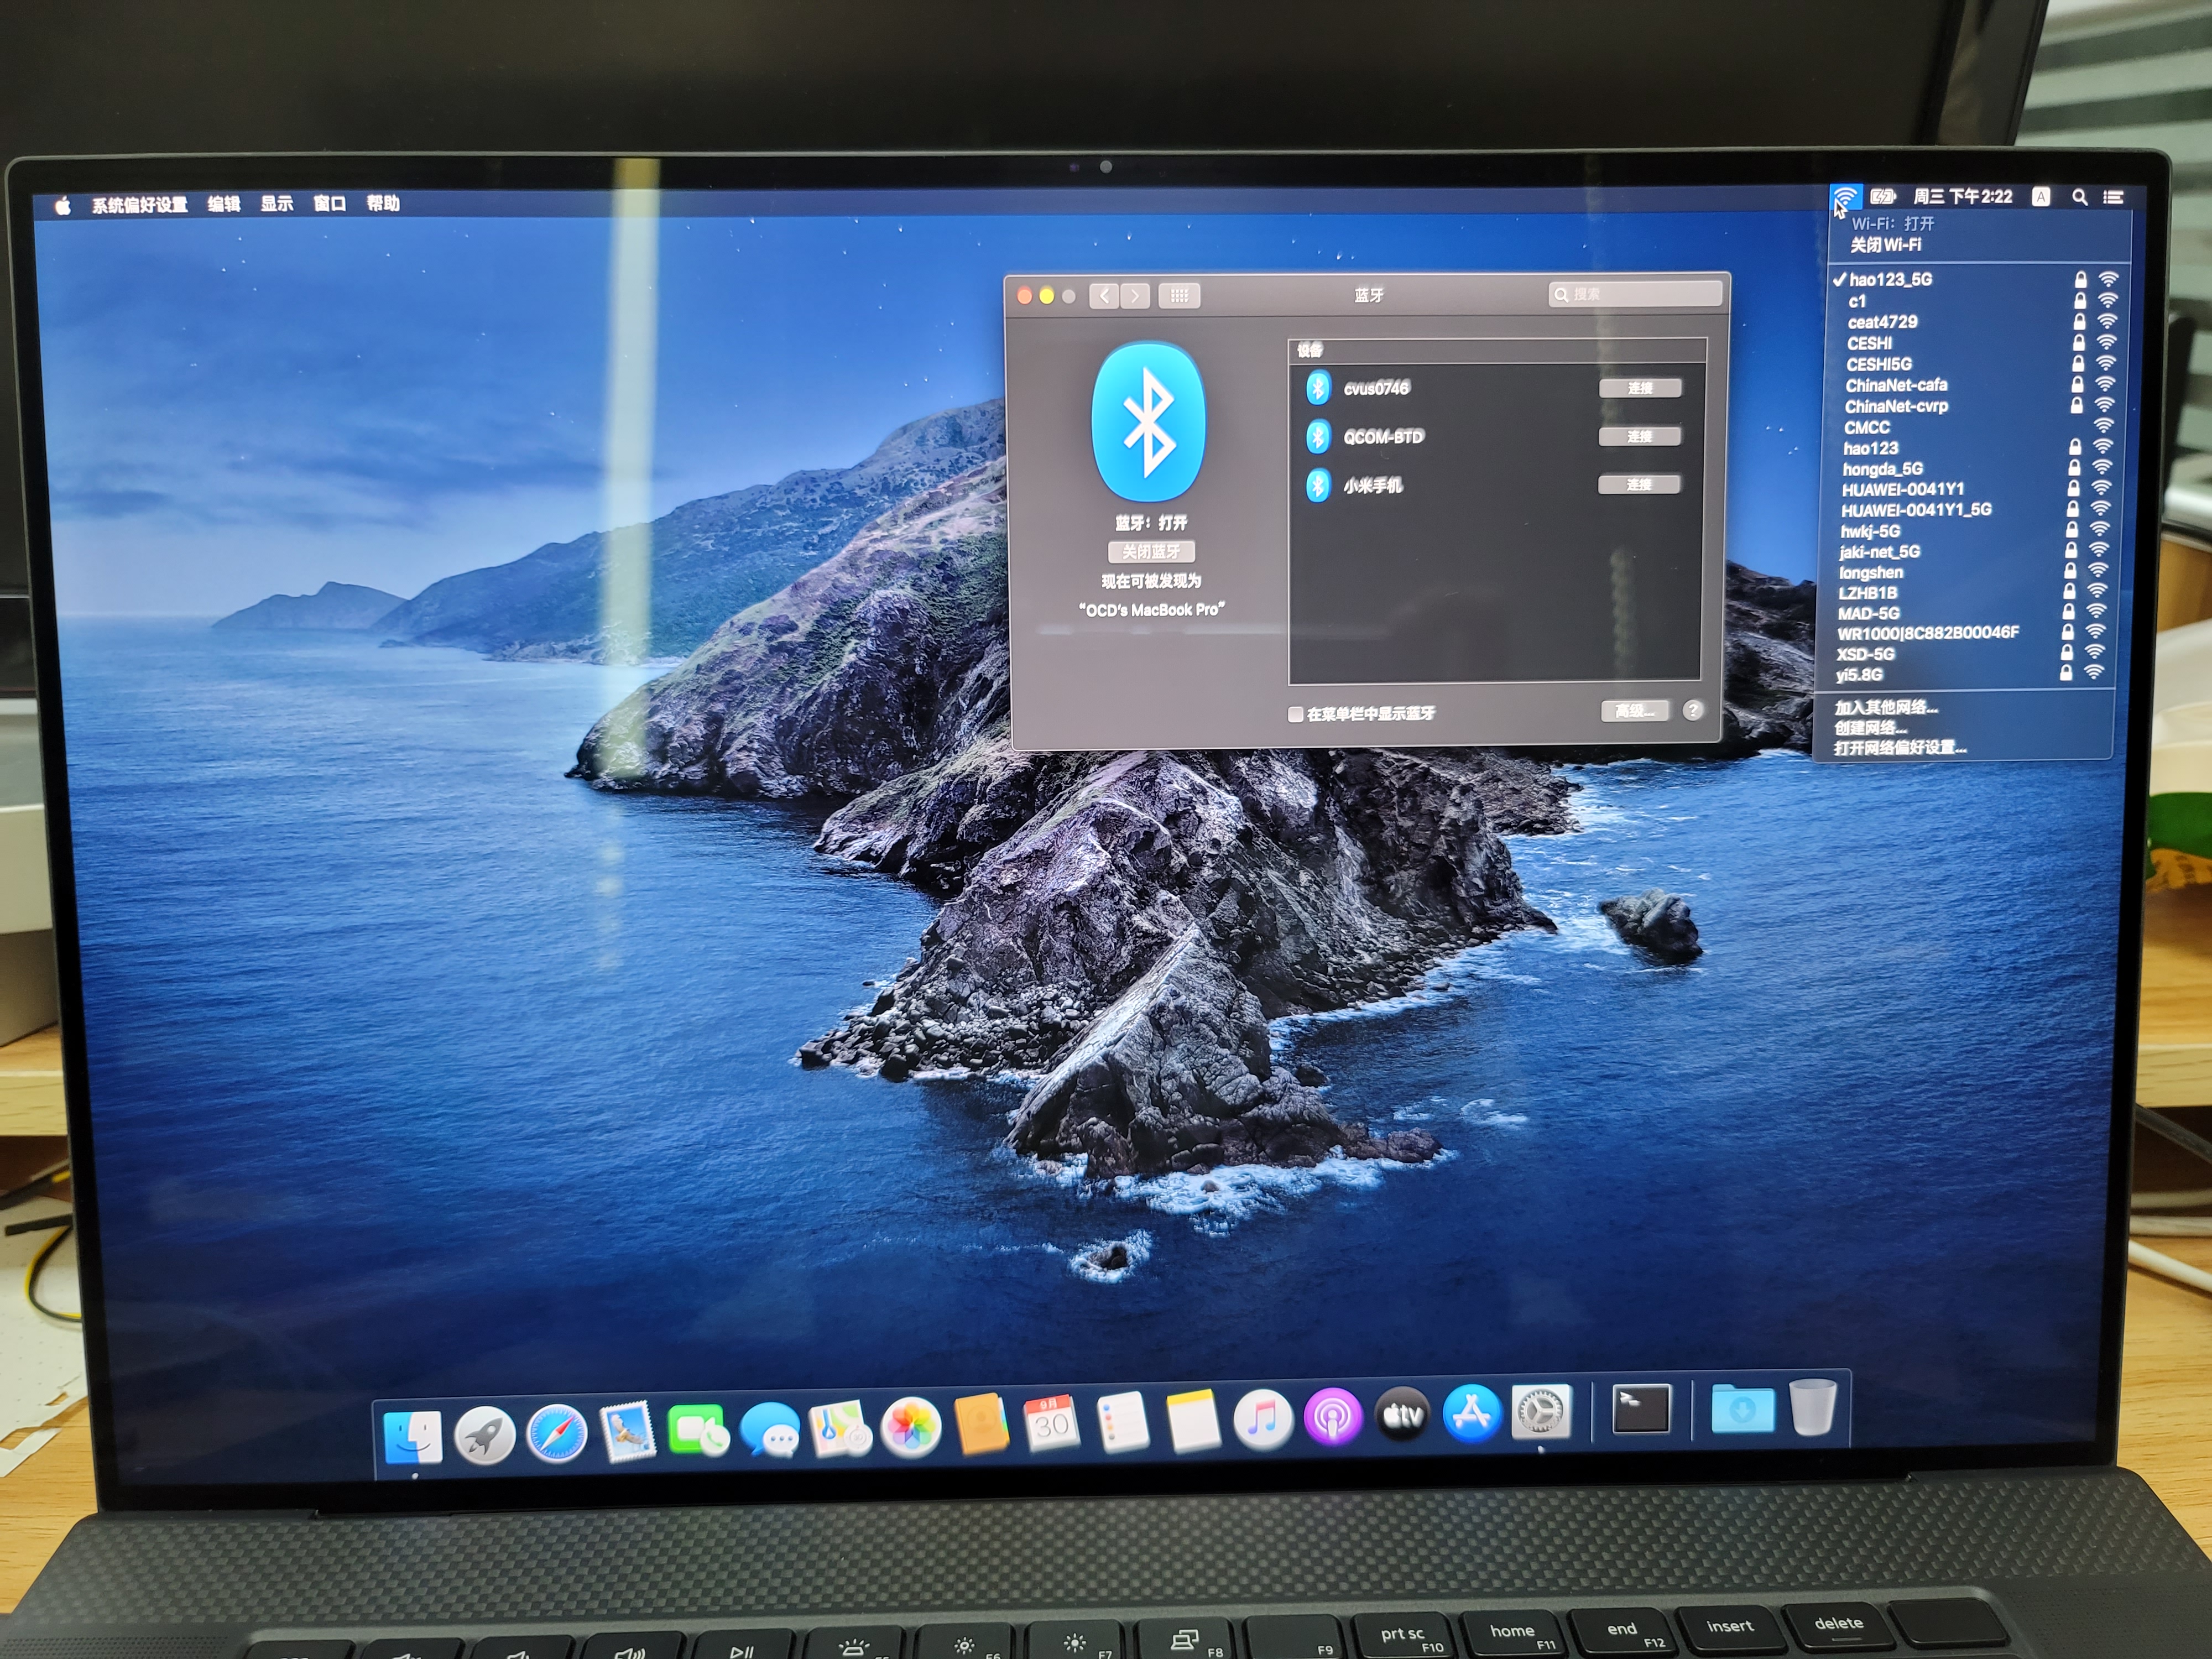 系统偏好设置 编辑 显示 窗口 帮助
周三 下午2:22 A
Wi-Fi：打开
关闭 Wi-Fi
hao123_5G
c1
ceat4729
CESHI
CESHI5G
ChinaNet-cafa
ChinaNet-cvrp
CMCC
hao123
hongda_5G
HUAWEI-0041Y1
HUAWEI-0041Y1_5G
hwkj-5G
jaki-net_5G
longshen
LZHB1B
MAD-5G
WR1000|8C882B00046F
XSD-5G
yi5.8G
加入其他网络...
创建网络...
打开网络偏好设置...
蓝牙
搜索
蓝牙：打开
关闭蓝牙
现在可被发现为
“OCD’s MacBook Pro”
设备
cvus0746 连接
QCOM-BTD 连接
小米手机 连接
在菜单栏中显示蓝牙
高级... ?
9月
30
tv
F7
F8
F9
prt sc F10
home F11
end F12
insert
delete